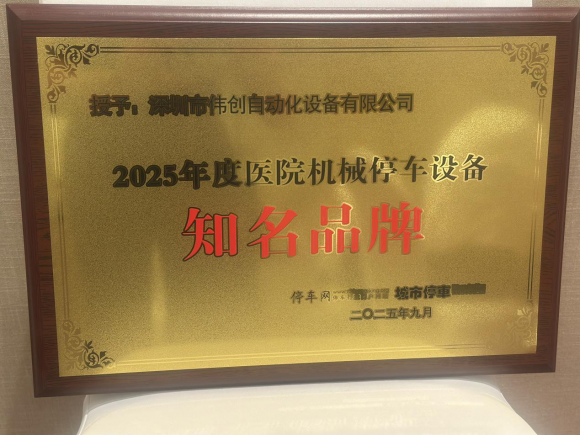 授予：深圳市伟创自动化设备有限公司
2025年度医院机械停车设备
知名品牌
停车网 城市停車
二〇二五年九月